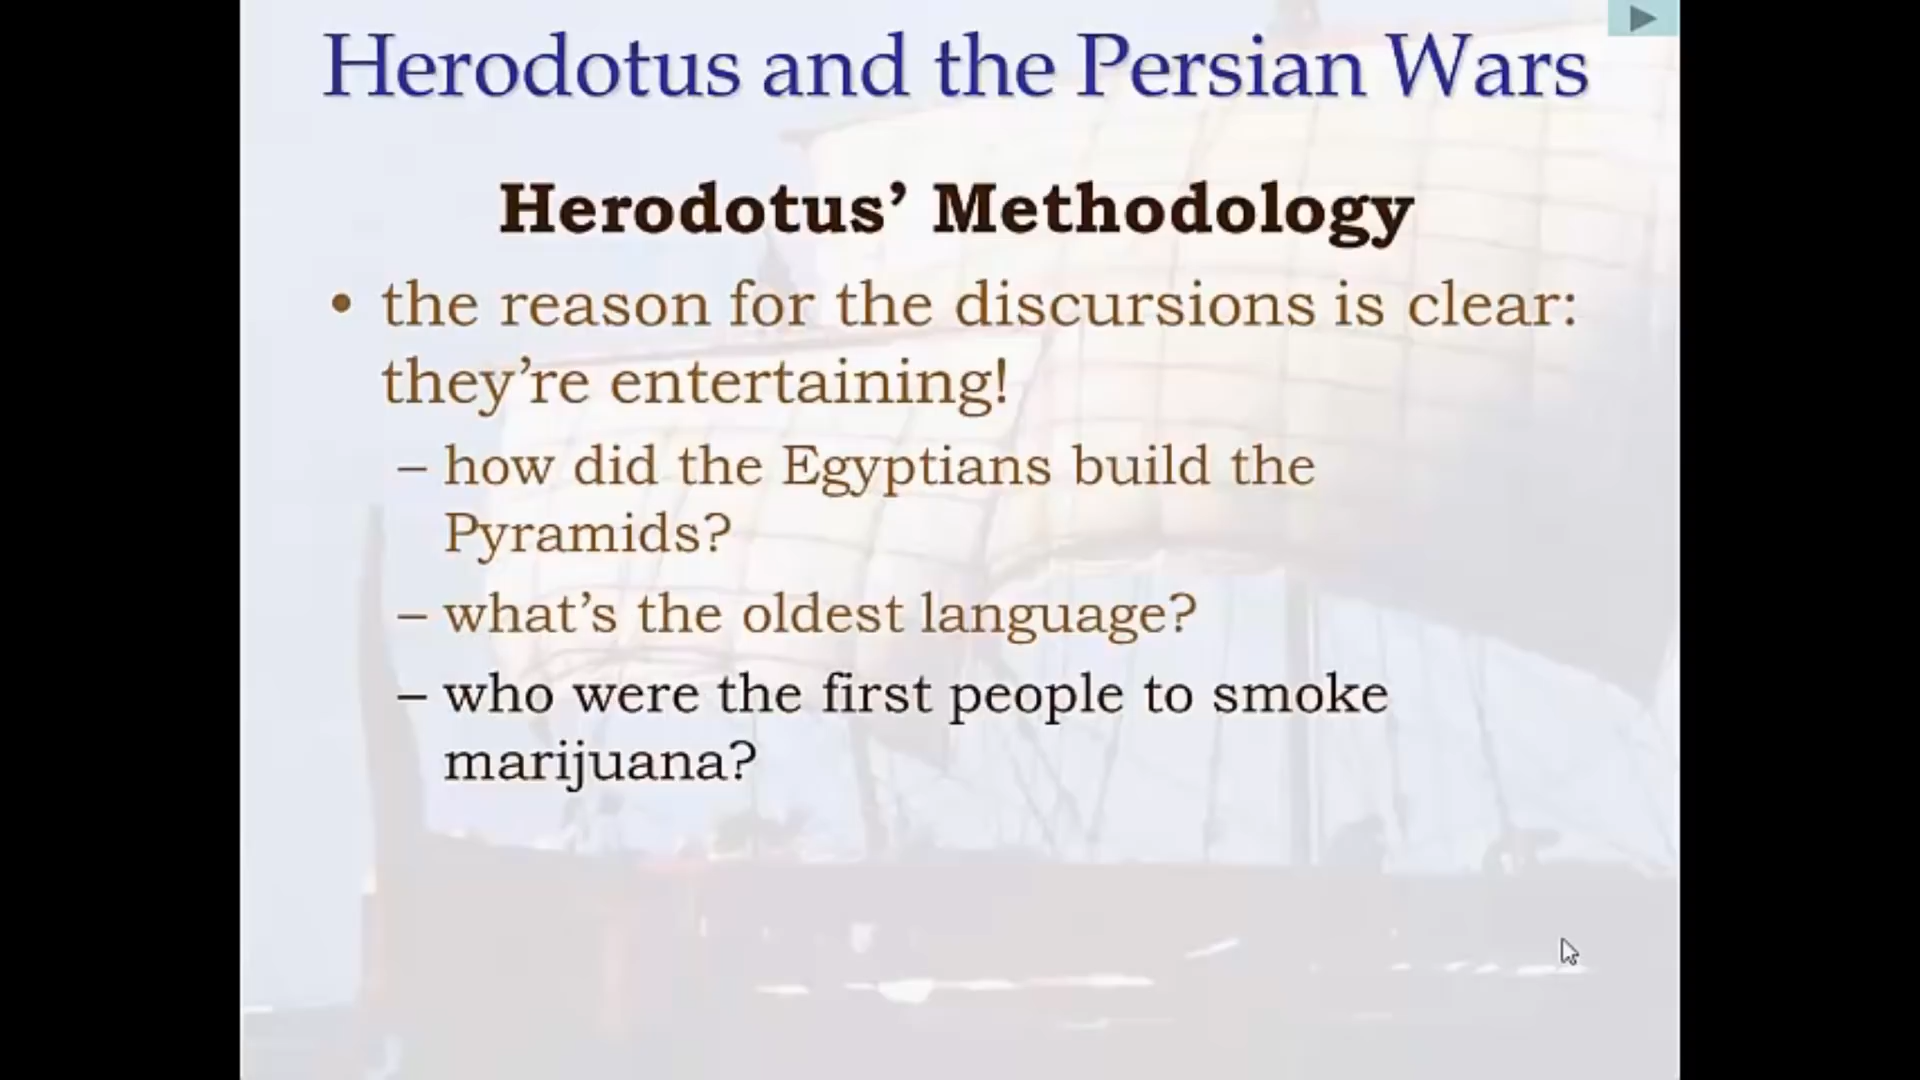 Herodotus and the Persian Wars
Herodotus’ Methodology
• the reason for the discursions is clear:
they’re entertaining!
– how did the Egyptians build the
Pyramids?
– what’s the oldest language?
– who were the first people to smoke
marijuana?